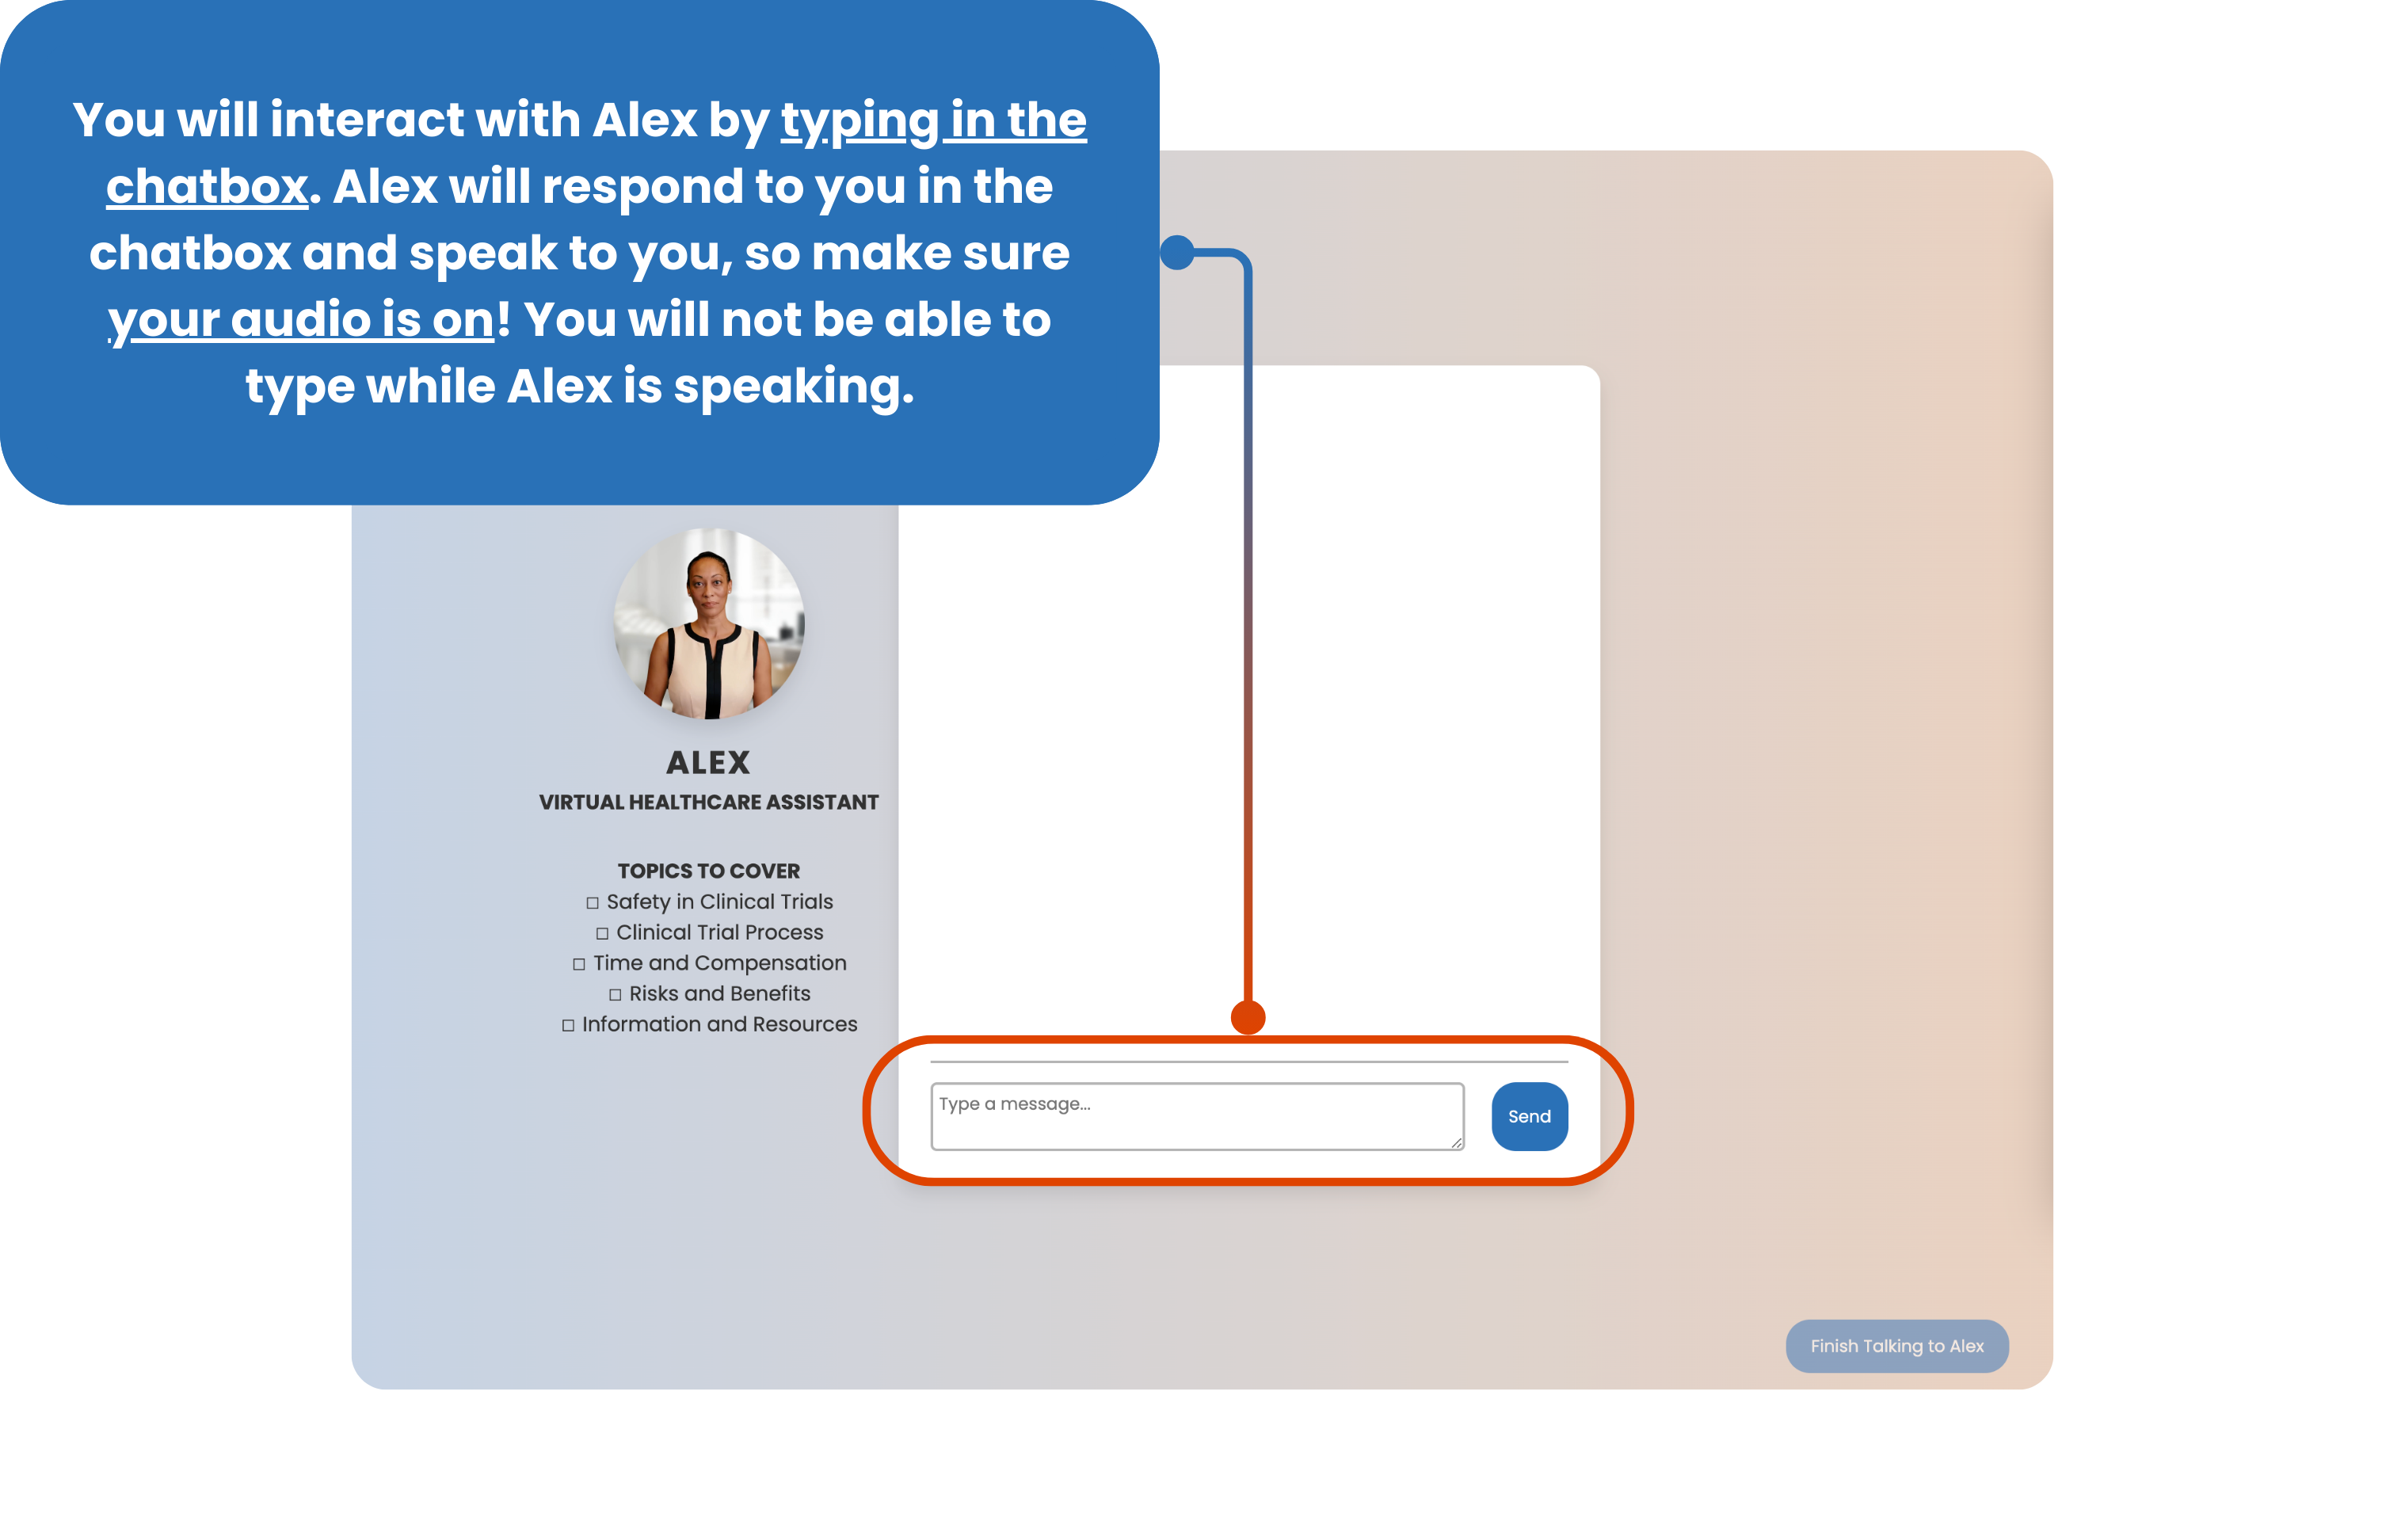 You will interact with Alex by typing in the
chatbox. Alex will respond to you in the
chatbox and speak to you, so make sure
your audio is on! You will not be able to
type while Alex is speaking.
ALEX
VIRTUAL HEALTHCARE ASSISTANT
TOPICS TO COVER
☐ Safety in Clinical Trials
☐ Clinical Trial Process
☐ Time and Compensation
☐ Risks and Benefits
☐ Information and Resources
Type a message...
Send
Finish Talking to Alex